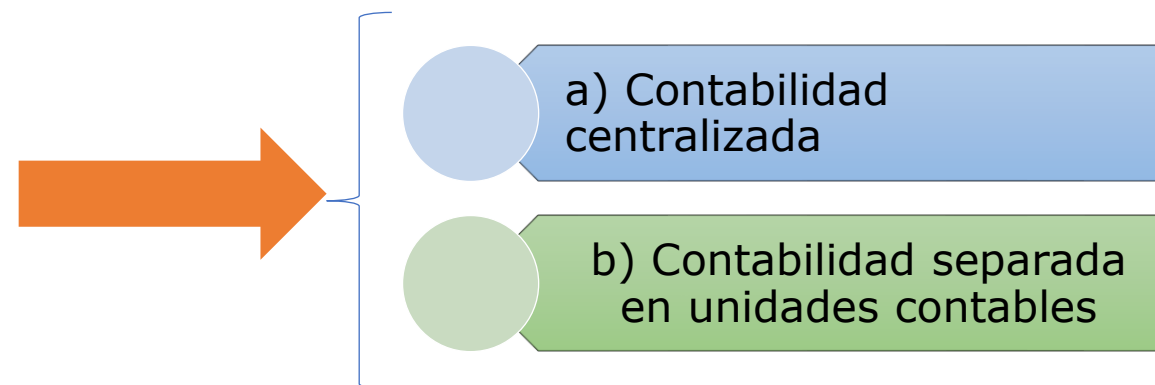 a) Contabilidad
centralizada
b) Contabilidad separada
en unidades contables